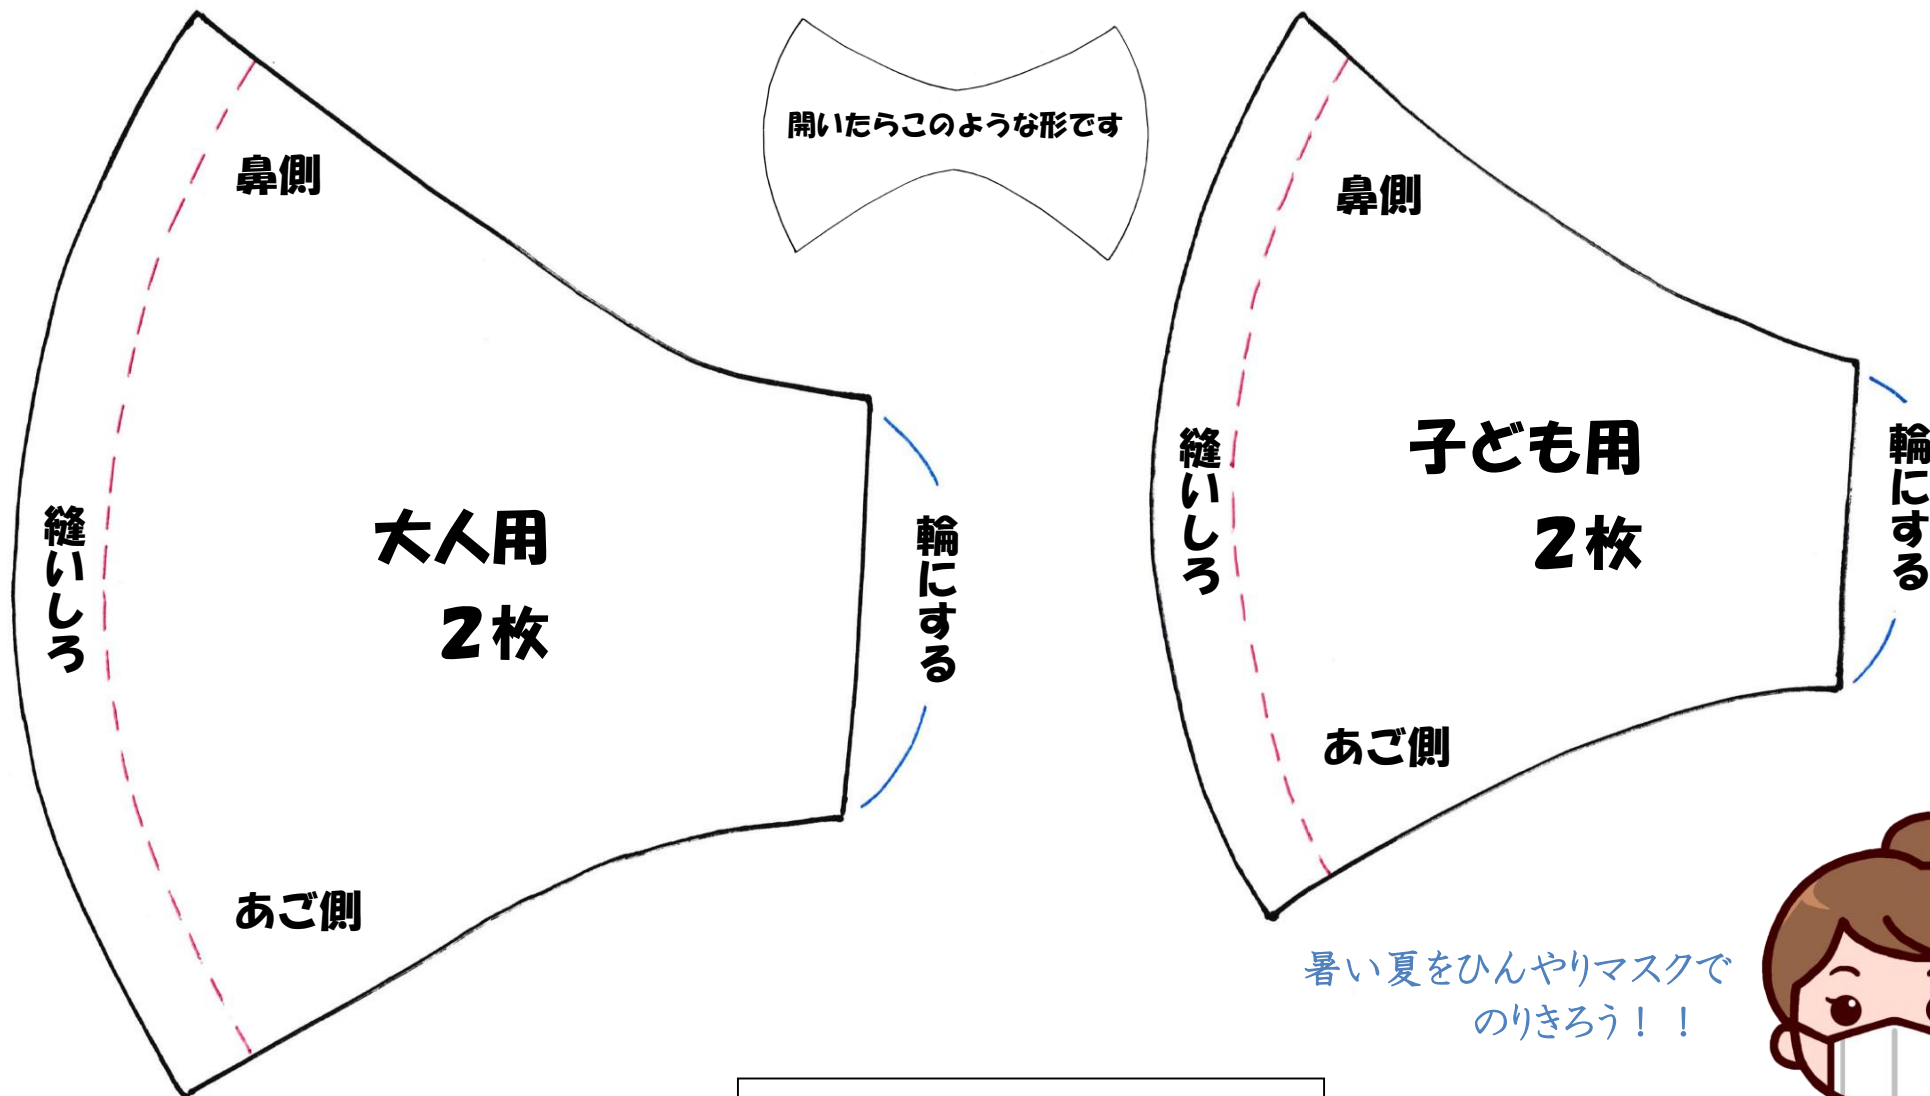 開いたらこのような形です
鼻側
縫いしろ
大人用
2枚
輪にする
あご側
鼻側
縫いしろ
子ども用
2枚
輪にする
あご側
暑い夏をひんやりマスクで
のりきろう！！